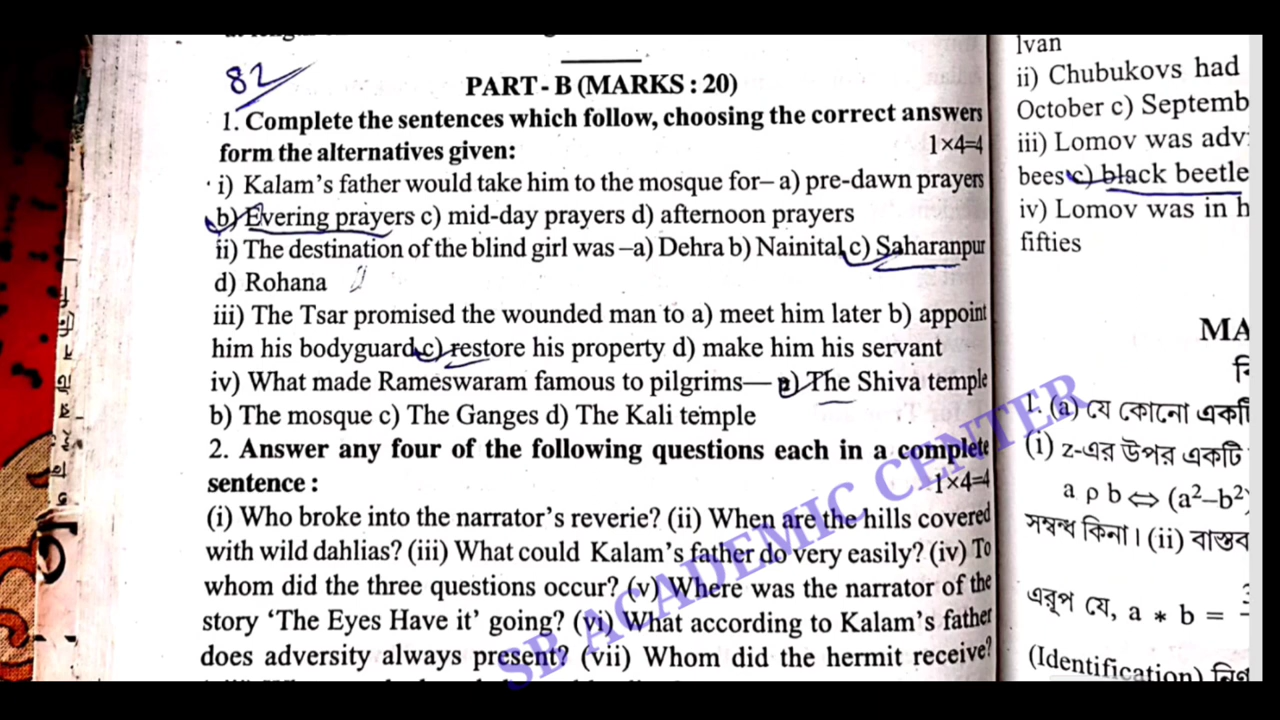 82
PART - B (MARKS : 20)
1. Complete the sentences which follow, choosing the correct answers
form the alternatives given: 1×4=4
i) Kalam's father would take him to the mosque for– a) pre-dawn prayers
b) Evering prayers c) mid-day prayers d) afternoon prayers
ii) The destination of the blind girl was –a) Dehra b) Nainital c) Saharanpur
d) Rohana
iii) The Tsar promised the wounded man to a) meet him later b) appoint
him his bodyguard c) restore his property d) make him his servant
iv) What made Rameswaram famous to pilgrims— a) The Shiva temple
b) The mosque c) The Ganges d) The Kali temple
2. Answer any four of the following questions each in a complete
sentence : 1×4=4
(i) Who broke into the narrator's reverie? (ii) When are the hills covered
with wild dahlias? (iii) What could Kalam's father do very easily? (iv) To
whom did the three questions occur? (v) Where was the narrator of the
story 'The Eyes Have it' going? (vi) What according to Kalam's father
does adversity always present? (vii) Whom did the hermit receive?
SB ACADEMIC CENTER
Ivan
ii) Chubukovs had
October c) Septemb
iii) Lomov was adv
bees c) black beetle
iv) Lomov was in h
fifties
MA
1. (a) যে কোনো একটি
(i) z-এর উপর একটি
a ρ b ⇔ (a²–b²)
সম্বন্ধ কিনা। (ii) বাস্তব
এরূপ যে, a * b =
(Identification)